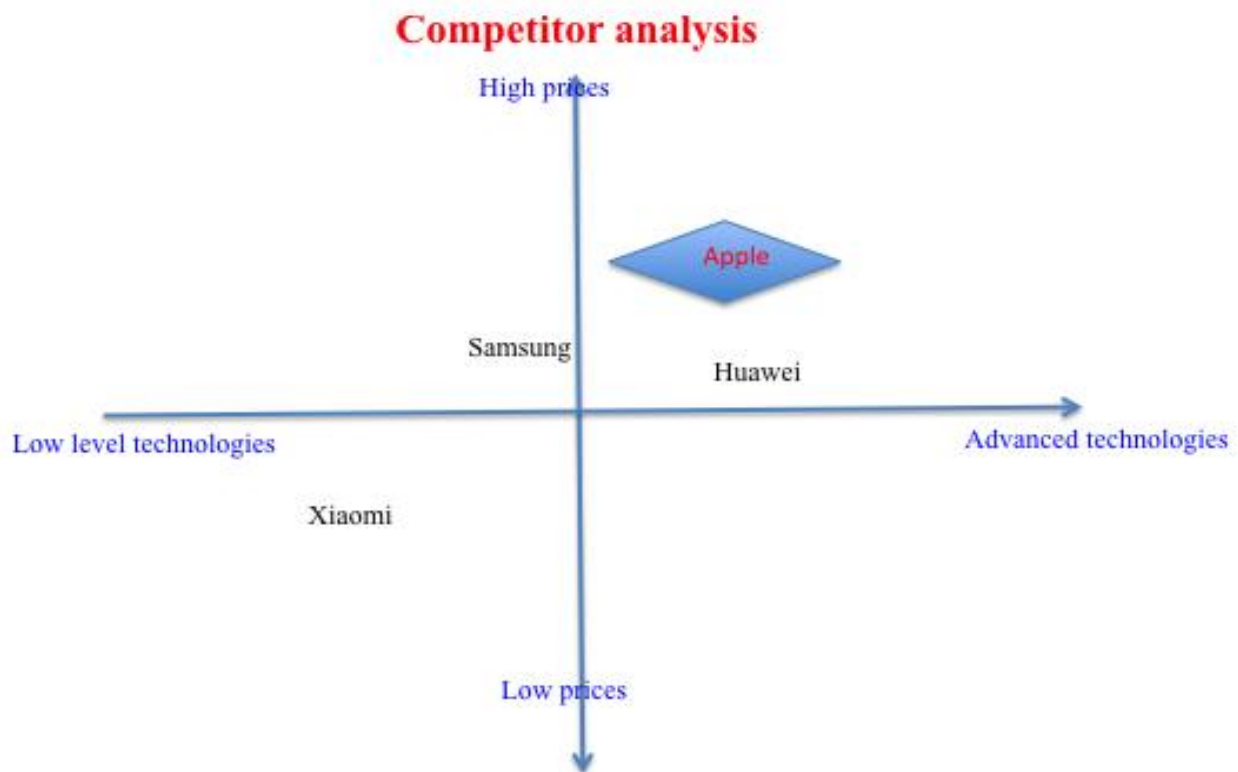 Competitor analysis
High prices
Apple
Samsung
Huawei
Low level technologies
Advanced technologies
Xiaomi
Low prices